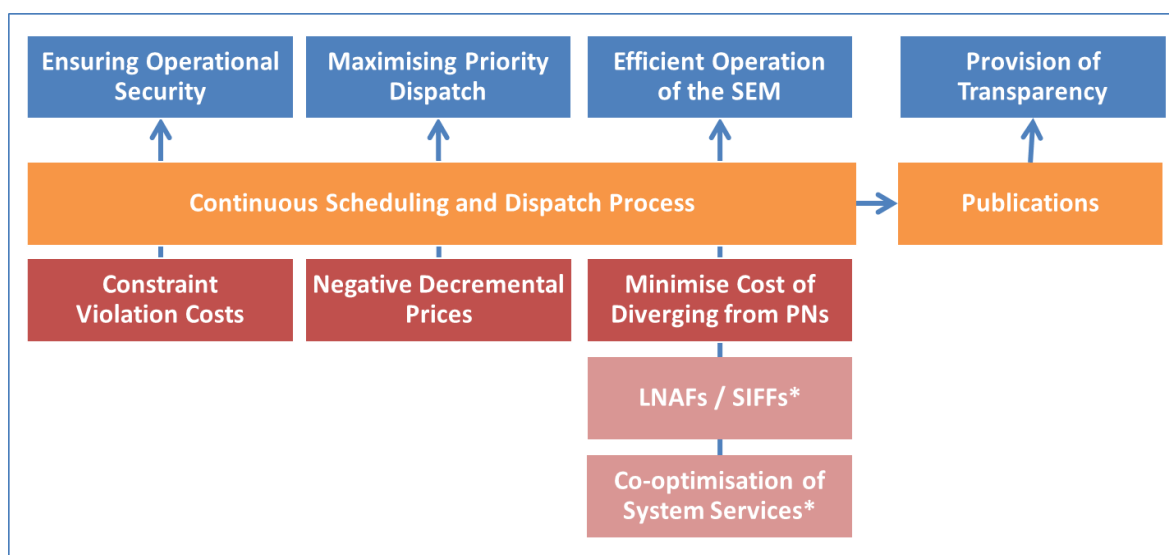 Ensuring Operational
Security
Maximising Priority
Dispatch
Efficient Operation
of the SEM
Provision of
Transparency
Continuous Scheduling and Dispatch Process
Publications
Constraint
Violation Costs
Negative Decremental
Prices
Minimise Cost of
Diverging from PNs
LNAFs / SIFFs*
Co-optimisation of
System Services*